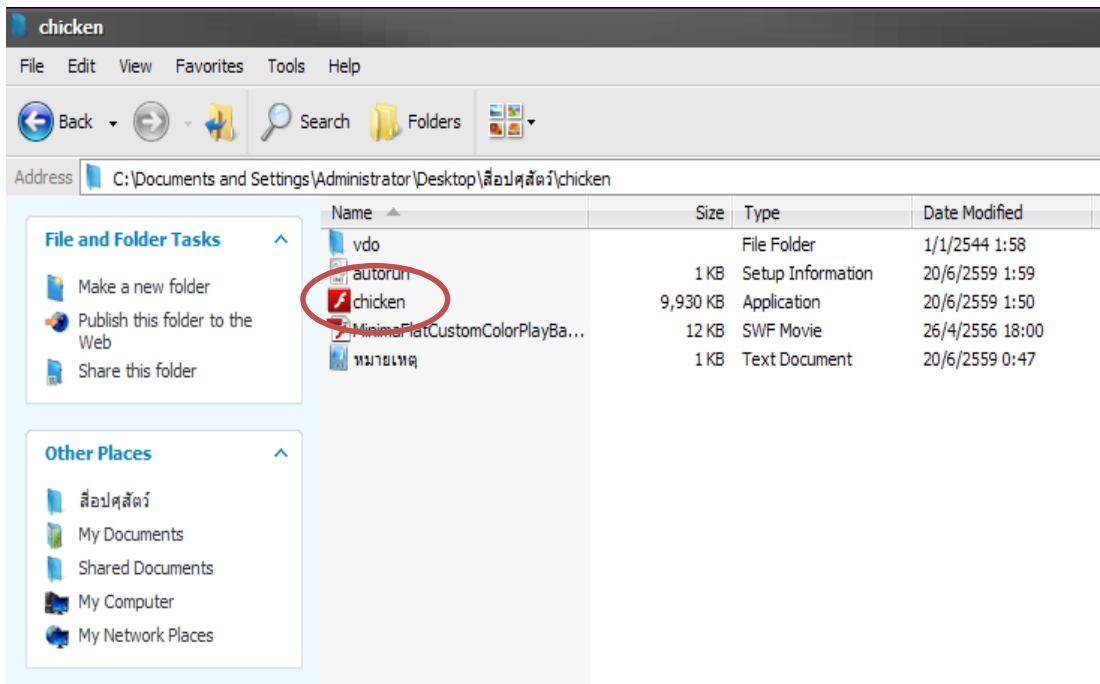 chicken
File Edit View Favorites Tools Help
Back Search Folders
Address C:\Documents and Settings\Administrator\Desktop\สื่อปศุสัตว์\chicken
Name Size Type Date Modified
File and Folder Tasks
Make a new folder
Publish this folder to the
Web
Share this folder
Other Places
สื่อปศุสัตว์
My Documents
Shared Documents
My Computer
My Network Places
vdo File Folder 1/1/2544 1:58
autorun 1 KB Setup Information 20/6/2559 1:59
chicken 9,930 KB Application 20/6/2559 1:50
MinimaFlatCustomColorPlayBa... 12 KB SWF Movie 26/4/2556 18:00
หมายเหตุ 1 KB Text Document 20/6/2559 0:47